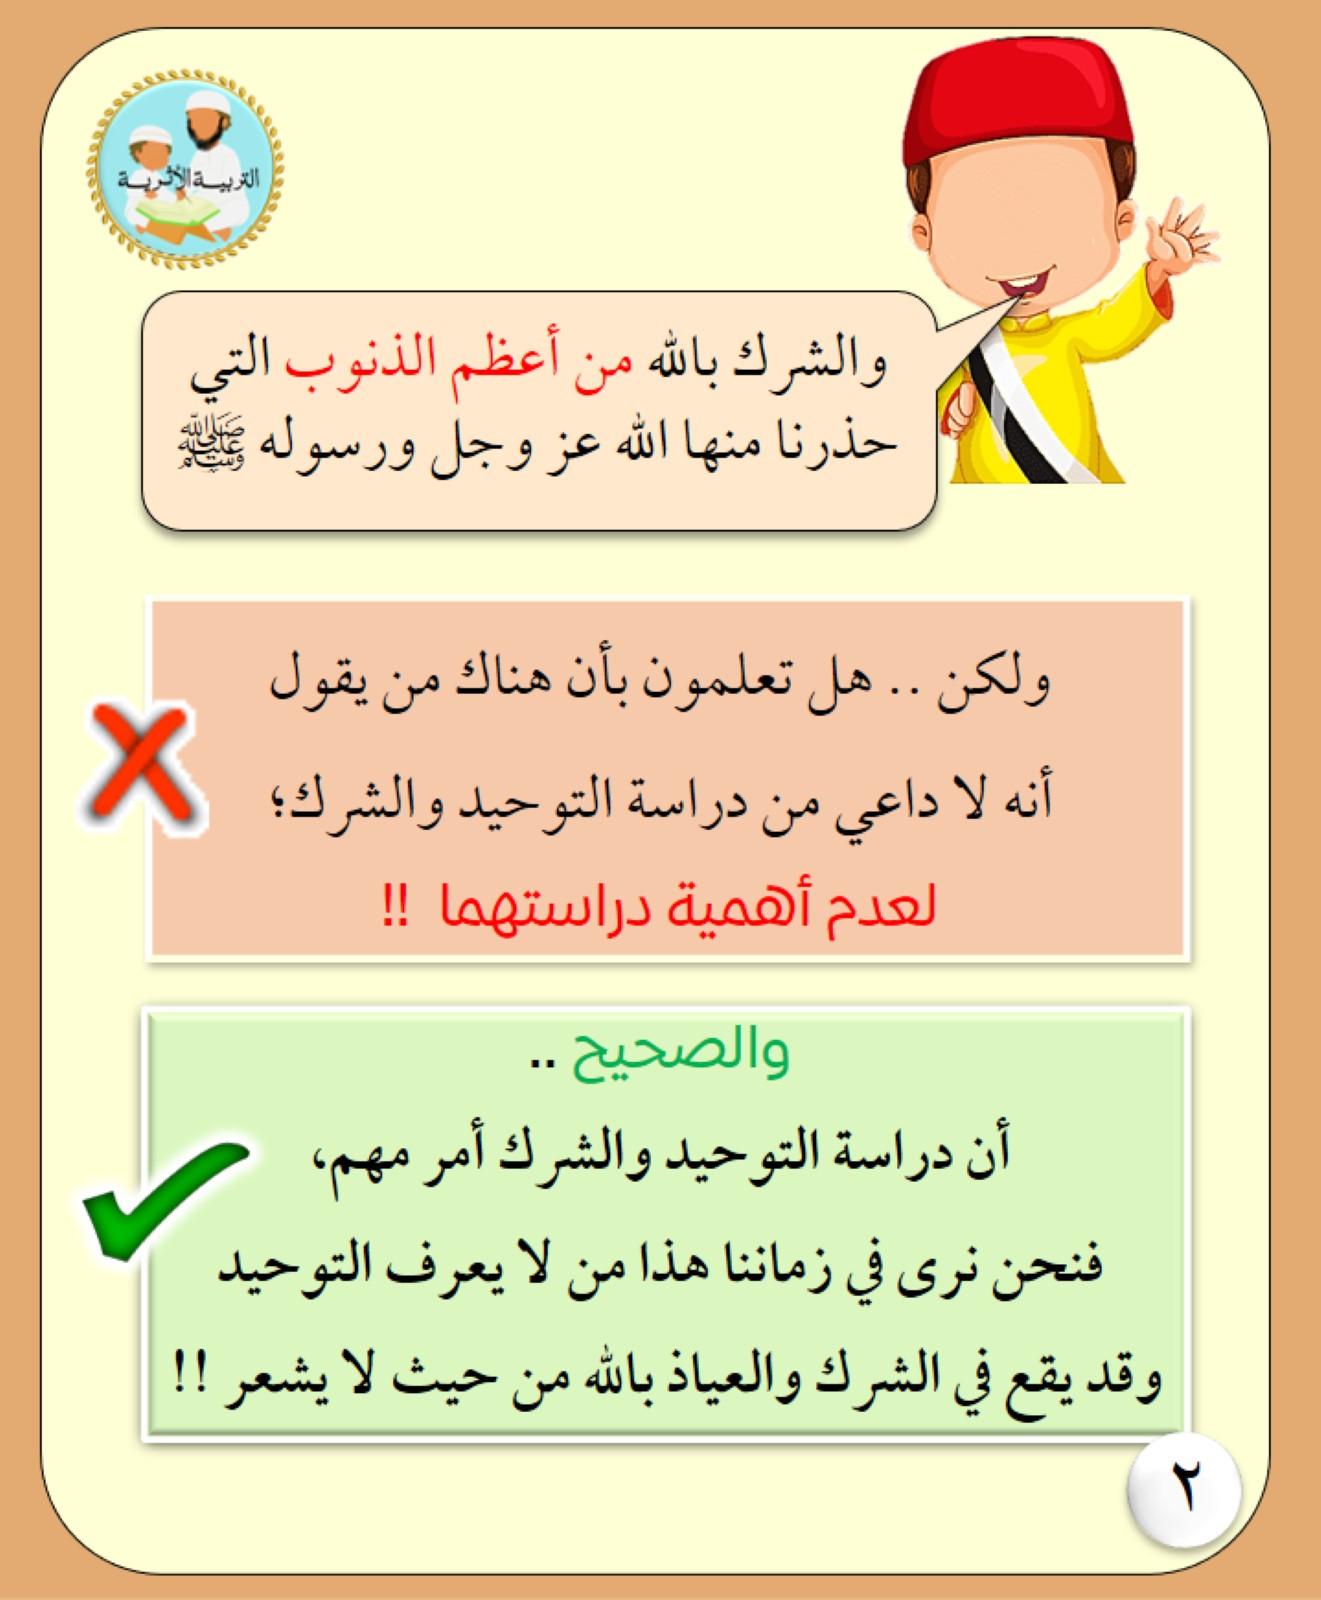 التربية الأثرية
والشرك بالله من أعظم الذنوب التي
حذرنا منها الله عز وجل ورسوله ﷺ
ولكن .. هل تعلمون بأن هناك من يقول
أنه لا داعي من دراسة التوحيد والشرك؛
لعدم أهمية دراستهما !!
والصحيح ..
أن دراسة التوحيد والشرك أمر مهم،
فنحن نرى في زماننا هذا من لا يعرف التوحيد
وقد يقع في الشرك والعياذ بالله من حيث لا يشعر !!
٢